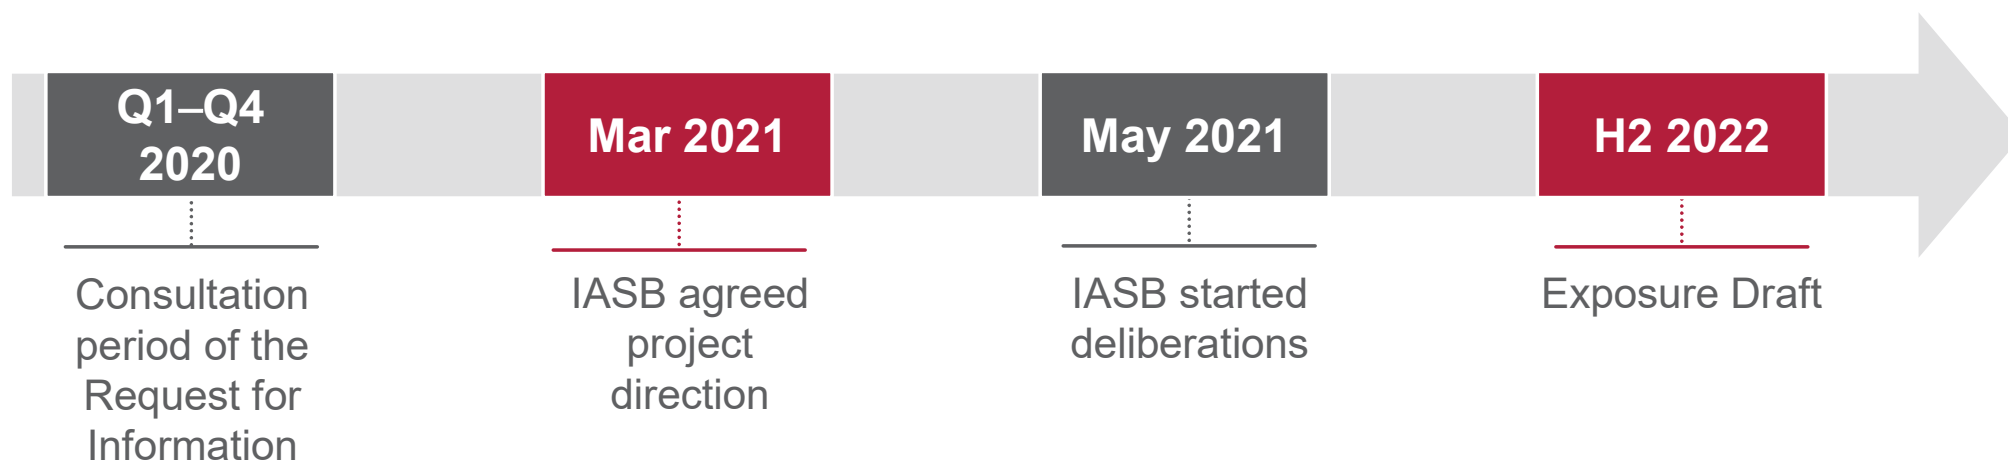 Q1–Q4
2020
Consultation
period of the
Request for
Information
Mar 2021
IASB agreed
project
direction
May 2021
IASB started
deliberations
H2 2022
Exposure Draft